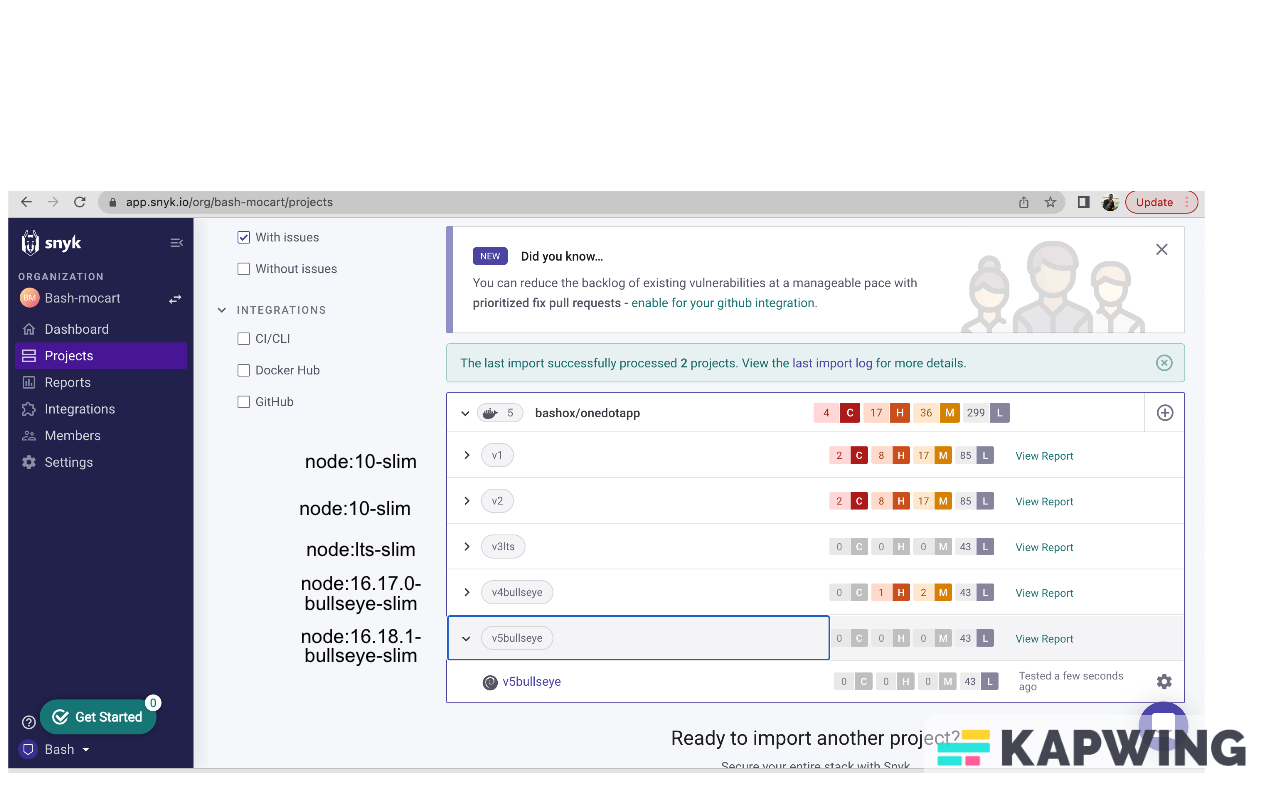 app.snyk.io/org/bash-mocart/projects
Update
snyk
ORGANIZATION
BM Bash-mocart
Dashboard
Projects
Reports
Integrations
Members
Settings
0
Get Started
Bash
With issues
Without issues
INTEGRATIONS
CI/CLI
Docker Hub
GitHub
node:10-slim
node:10-slim
node:lts-slim
node:16.17.0-
bullseye-slim
node:16.18.1-
bullseye-slim
NEW Did you know...
You can reduce the backlog of existing vulnerabilities at a manageable pace with
prioritized fix pull requests - enable for your github integration.
The last import successfully processed 2 projects. View the last import log for more details.
5 bashox/onedotapp 4 C 17 H 36 M 299 L
v1 2 C 8 H 17 M 85 L View Report
v2 2 C 8 H 17 M 85 L View Report
v3lts 0 C 0 H 0 M 43 L View Report
v4bullseye 0 C 1 H 2 M 43 L View Report
v5bullseye 0 C 0 H 0 M 43 L View Report
v5bullseye 0 C 0 H 0 M 43 L Tested a few seconds
ago
Ready to import another project?
Secure your entire stack with Snyk
KAPWING